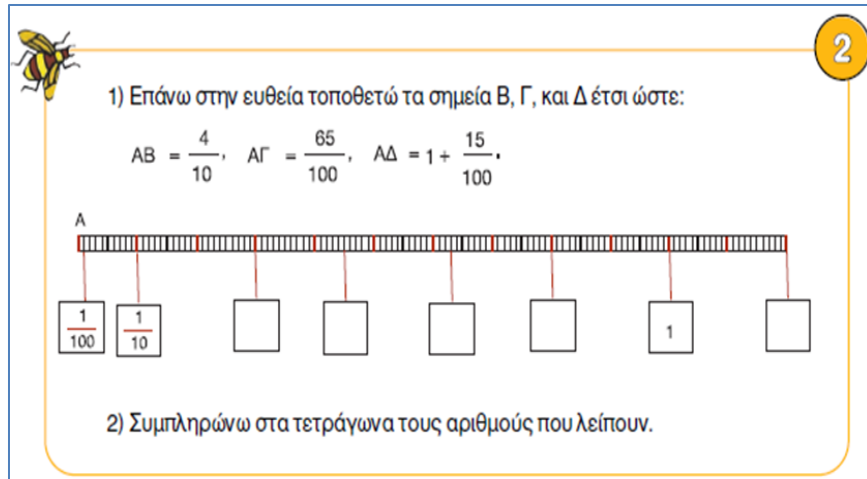 2
1) Επάνω στην ευθεία τοποθετώ τα σημεία Β, Γ, και Δ έτσι ώστε:
ΑΒ = 4/10, ΑΓ = 65/100, ΑΔ = 1 + 15/100.
Α
1/100 1/10 1
2) Συμπληρώνω στα τετράγωνα τους αριθμούς που λείπουν.